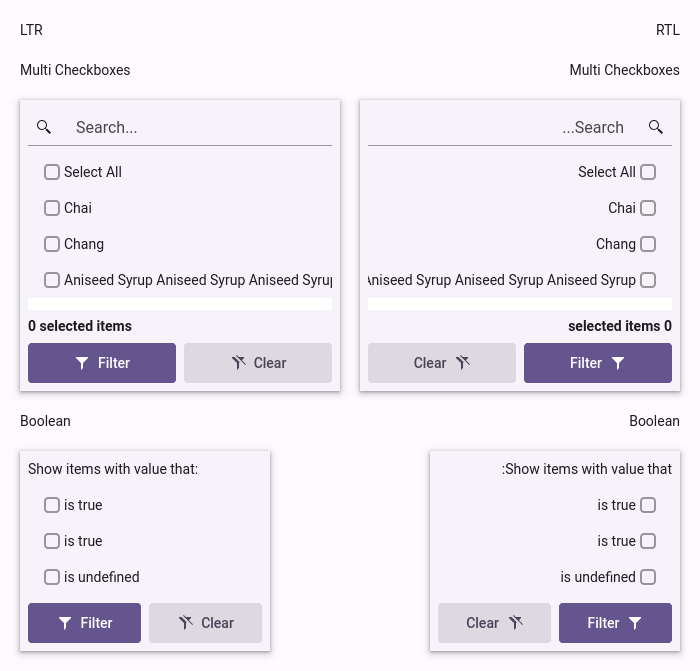 LTR
RTL
Multi Checkboxes
Multi Checkboxes
Search...
...Search
Select All
Select All
Chai
Chai
Chang
Chang
Aniseed Syrup Aniseed Syrup Aniseed Syrup
Aniseed Syrup Aniseed Syrup Aniseed Syrup
0 selected items
selected items 0
Filter
Clear
Clear
Filter
Boolean
Boolean
Show items with value that:
:Show items with value that
is true
is true
is true
is true
is undefined
is undefined
Filter
Clear
Clear
Filter